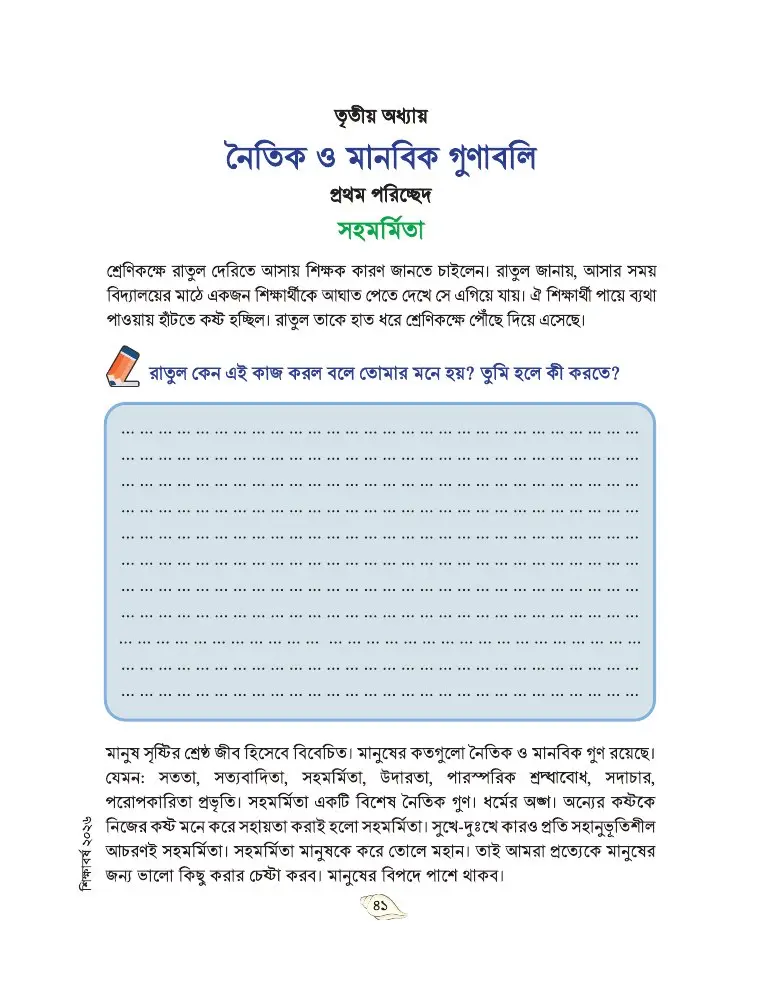 তৃতীয় অধ্যায়
নৈতিক ও মানবিক গুণাবলি
প্রথম পরিচ্ছেদ
সহমর্মিতা
শ্রেণিকক্ষে রাতুল দেরিতে আসায় শিক্ষক কারণ জানতে চাইলেন। রাতুল জানায়, আসার সময়
বিদ্যালয়ের মাঠে একজন শিক্ষার্থীকে আঘাত পেতে দেখে সে এগিয়ে যায়। ঐ শিক্ষার্থী পায়ে ব্যথা
পাওয়ায় হাঁটতে কষ্ট হচ্ছিল। রাতুল তাকে হাত ধরে শ্রেণিকক্ষে পৌঁছে দিয়ে এসেছে।
রাতুল কেন এই কাজ করল বলে তোমার মনে হয়? তুমি হলে কী করতে?
মানুষ সৃষ্টির শ্রেষ্ঠ জীব হিসেবে বিবেচিত। মানুষের কতগুলো নৈতিক ও মানবিক গুণ রয়েছে।
যেমন: সততা, সত্যবাদিতা, সহমর্মিতা, উদারতা, পারস্পরিক শ্রদ্ধাবোধ, সদাচার,
পরোপকারিতা প্রভৃতি। সহমর্মিতা একটি বিশেষ নৈতিক গুণ। ধর্মের অঙ্গ। অন্যের কষ্টকে
নিজের কষ্ট মনে করে সহায়তা করাই হলো সহমর্মিতা। সুখে-দুঃখে কারও প্রতি সহানুভূতিশীল
আচরণই সহমর্মিতা। সহমর্মিতা মানুষকে করে তোলে মহান। তাই আমরা প্রত্যেকে মানুষের
জন্য ভালো কিছু করার চেষ্টা করব। মানুষের বিপদে পাশে থাকব।
শিক্ষাবর্ষ ২০২৬
৪১